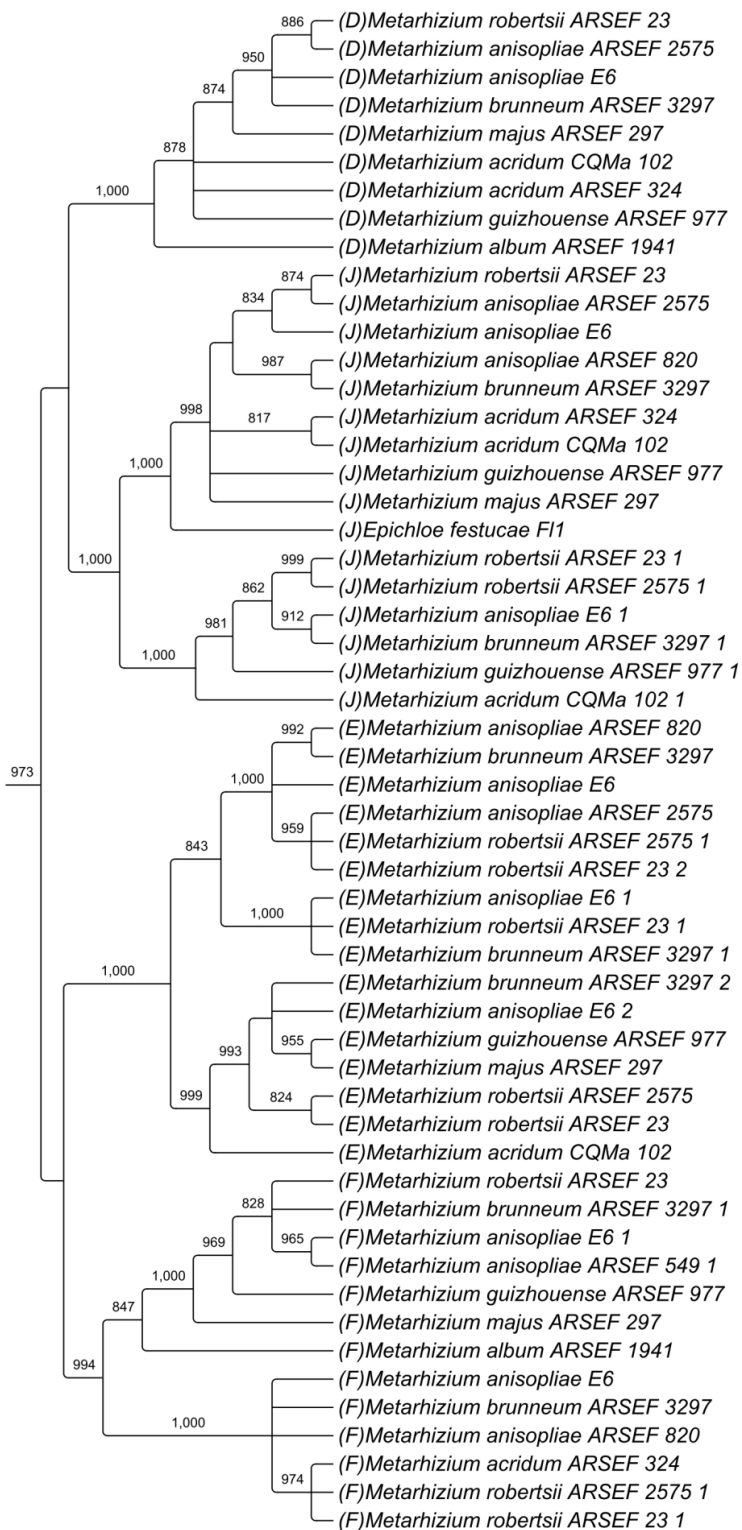 886
(D)Metarhizium robertsii ARSEF 23
(D)Metarhizium anisopliae ARSEF 2575
950
(D)Metarhizium anisopliae E6
874
(D)Metarhizium brunneum ARSEF 3297
(D)Metarhizium majus ARSEF 297
878
(D)Metarhizium acridum CQMa 102
1,000
(D)Metarhizium acridum ARSEF 324
(D)Metarhizium guizhouense ARSEF 977
(D)Metarhizium album ARSEF 1941
874
(J)Metarhizium robertsii ARSEF 23
834
(J)Metarhizium anisopliae ARSEF 2575
(J)Metarhizium anisopliae E6
987
(J)Metarhizium anisopliae ARSEF 820
(J)Metarhizium brunneum ARSEF 3297
998
817
(J)Metarhizium acridum ARSEF 324
(J)Metarhizium acridum CQMa 102
1,000
(J)Metarhizium guizhouense ARSEF 977
(J)Metarhizium majus ARSEF 297
(J)Epichloe festucae Fl1
1,000
999
(J)Metarhizium robertsii ARSEF 23 1
862
(J)Metarhizium robertsii ARSEF 2575 1
912
(J)Metarhizium anisopliae E6 1
981
(J)Metarhizium brunneum ARSEF 3297 1
1,000
(J)Metarhizium guizhouense ARSEF 977 1
(J)Metarhizium acridum CQMa 102 1
992
(E)Metarhizium anisopliae ARSEF 820
(E)Metarhizium brunneum ARSEF 3297
973
1,000
(E)Metarhizium anisopliae E6
(E)Metarhizium anisopliae ARSEF 2575
959
(E)Metarhizium robertsii ARSEF 2575 1
843
(E)Metarhizium robertsii ARSEF 23 2
(E)Metarhizium anisopliae E6 1
1,000
(E)Metarhizium robertsii ARSEF 23 1
(E)Metarhizium brunneum ARSEF 3297 1
1,000
(E)Metarhizium brunneum ARSEF 3297 2
(E)Metarhizium anisopliae E6 2
955
(E)Metarhizium guizhouense ARSEF 977
993
(E)Metarhizium majus ARSEF 297
999
824
(E)Metarhizium robertsii ARSEF 2575
(E)Metarhizium robertsii ARSEF 23
(E)Metarhizium acridum CQMa 102
(F)Metarhizium robertsii ARSEF 23
828
(F)Metarhizium brunneum ARSEF 3297 1
965
(F)Metarhizium anisopliae E6 1
969
(F)Metarhizium anisopliae ARSEF 549 1
1,000
(F)Metarhizium guizhouense ARSEF 977
847
(F)Metarhizium majus ARSEF 297
(F)Metarhizium album ARSEF 1941
994
(F)Metarhizium anisopliae E6
(F)Metarhizium brunneum ARSEF 3297
1,000
(F)Metarhizium anisopliae ARSEF 820
(F)Metarhizium acridum ARSEF 324
974
(F)Metarhizium robertsii ARSEF 2575 1
(F)Metarhizium robertsii ARSEF 23 1